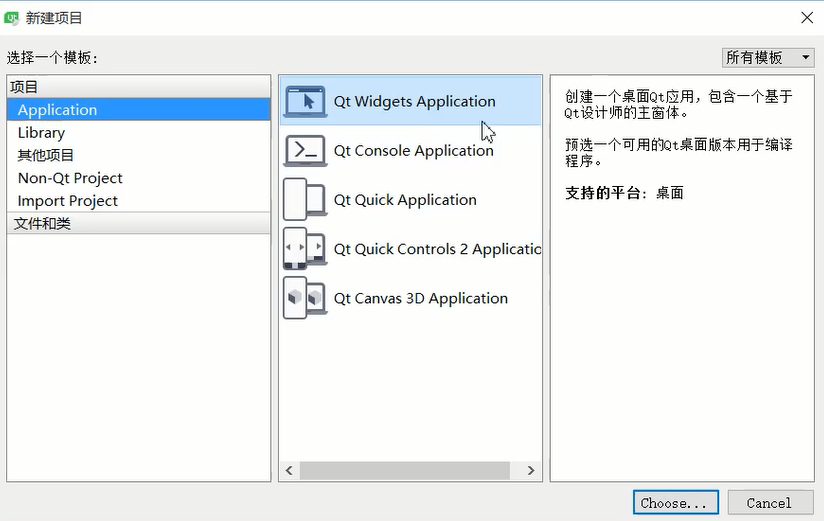 新建项目
选择一个模板:
所有模板
项目
Application
Library
其他项目
Non-Qt Project
Import Project
文件和类
Qt Widgets Application
Qt Console Application
Qt Quick Application
Qt Quick Controls 2 Applicatio
Qt Canvas 3D Application
创建一个桌面Qt应用，包含一个基于
Qt设计师的主窗体。
预选一个可用的Qt桌面版本用于编译
程序。
支持的平台: 桌面
Choose...
Cancel